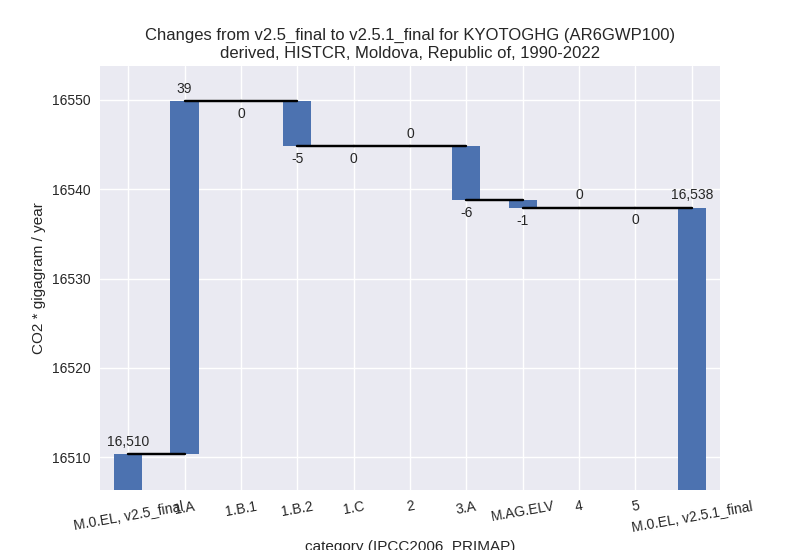 Changes from v2.5_final to v2.5.1_final for KYOTOGHG (AR6GWP100)
derived, HISTCR, Moldova, Republic of, 1990-2022
CO2 * gigagram / year
16550
16540
16530
16520
16510
16,510
39
0
-5
0
0
-6
-1
0
0
16,538
M.0.EL, v2.5_final
1.A
1.B.1
1.B.2
1.C
2
3.A
M.AG.ELV
4
5
M.0.EL, v2.5.1_final
category (IPCC2006_PRIMAP)